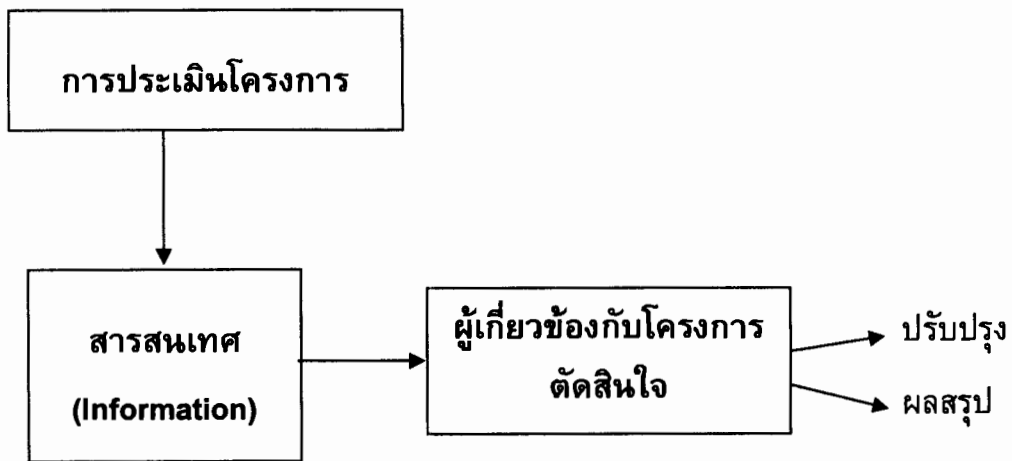 การประเมินโครงการ
สารสนเทศ
(Information)
ผู้เกี่ยวข้องกับโครงการ
ตัดสินใจ
ปรับปรุง
ผลสรุป